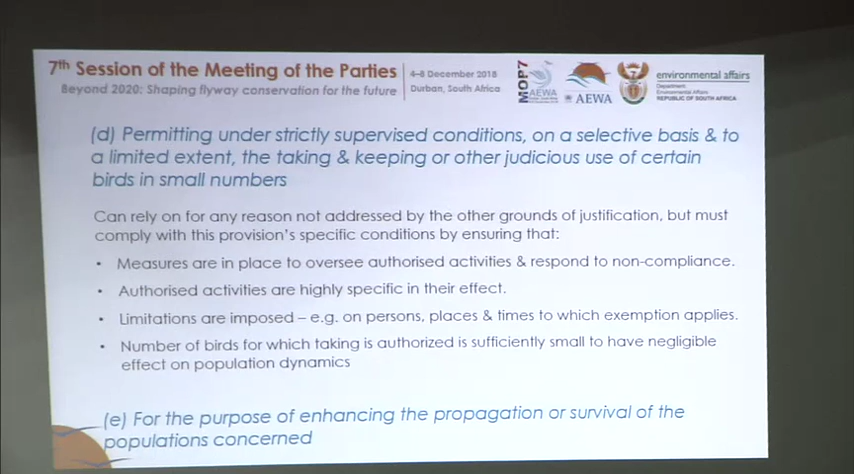 7th Session of the Meeting of the Parties
Beyond 2020: Shaping flyway conservation for the future
4–8 December 2018
Durban, South Africa
MOP7
AEWA
AEWA
environmental affairs
Department:
Environmental Affairs
REPUBLIC OF SOUTH AFRICA
(d) Permitting under strictly supervised conditions, on a selective basis & to
a limited extent, the taking & keeping or other judicious use of certain
birds in small numbers
Can rely on for any reason not addressed by the other grounds of justification, but must
comply with this provision's specific conditions by ensuring that:
• Measures are in place to oversee authorised activities & respond to non-compliance.
• Authorised activities are highly specific in their effect.
• Limitations are imposed – e.g. on persons, places & times to which exemption applies.
• Number of birds for which taking is authorized is sufficiently small to have negligible
effect on population dynamics
(e) For the purpose of enhancing the propagation or survival of the
populations concerned